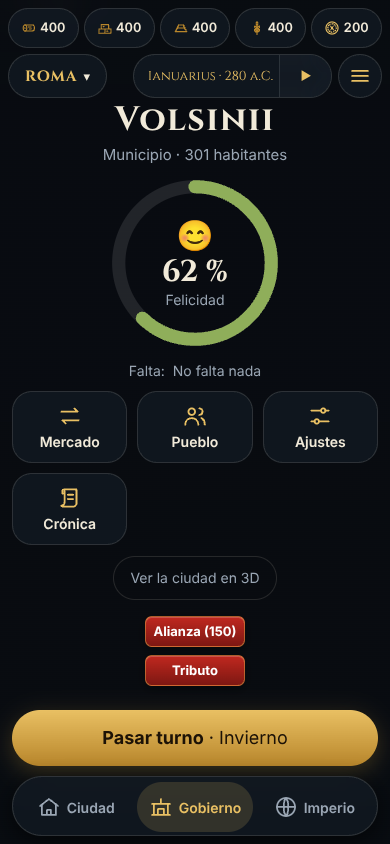 400 400 400 400 200
ROMA ▾ Ianuarius · 280 a.C.
Volsinii
Municipio · 301 habitantes
62 %
Felicidad
Falta: No falta nada
Mercado Pueblo Ajustes
Crónica
Ver la ciudad en 3D
Alianza (150)
Tributo
Pasar turno · Invierno
Ciudad Gobierno Imperio